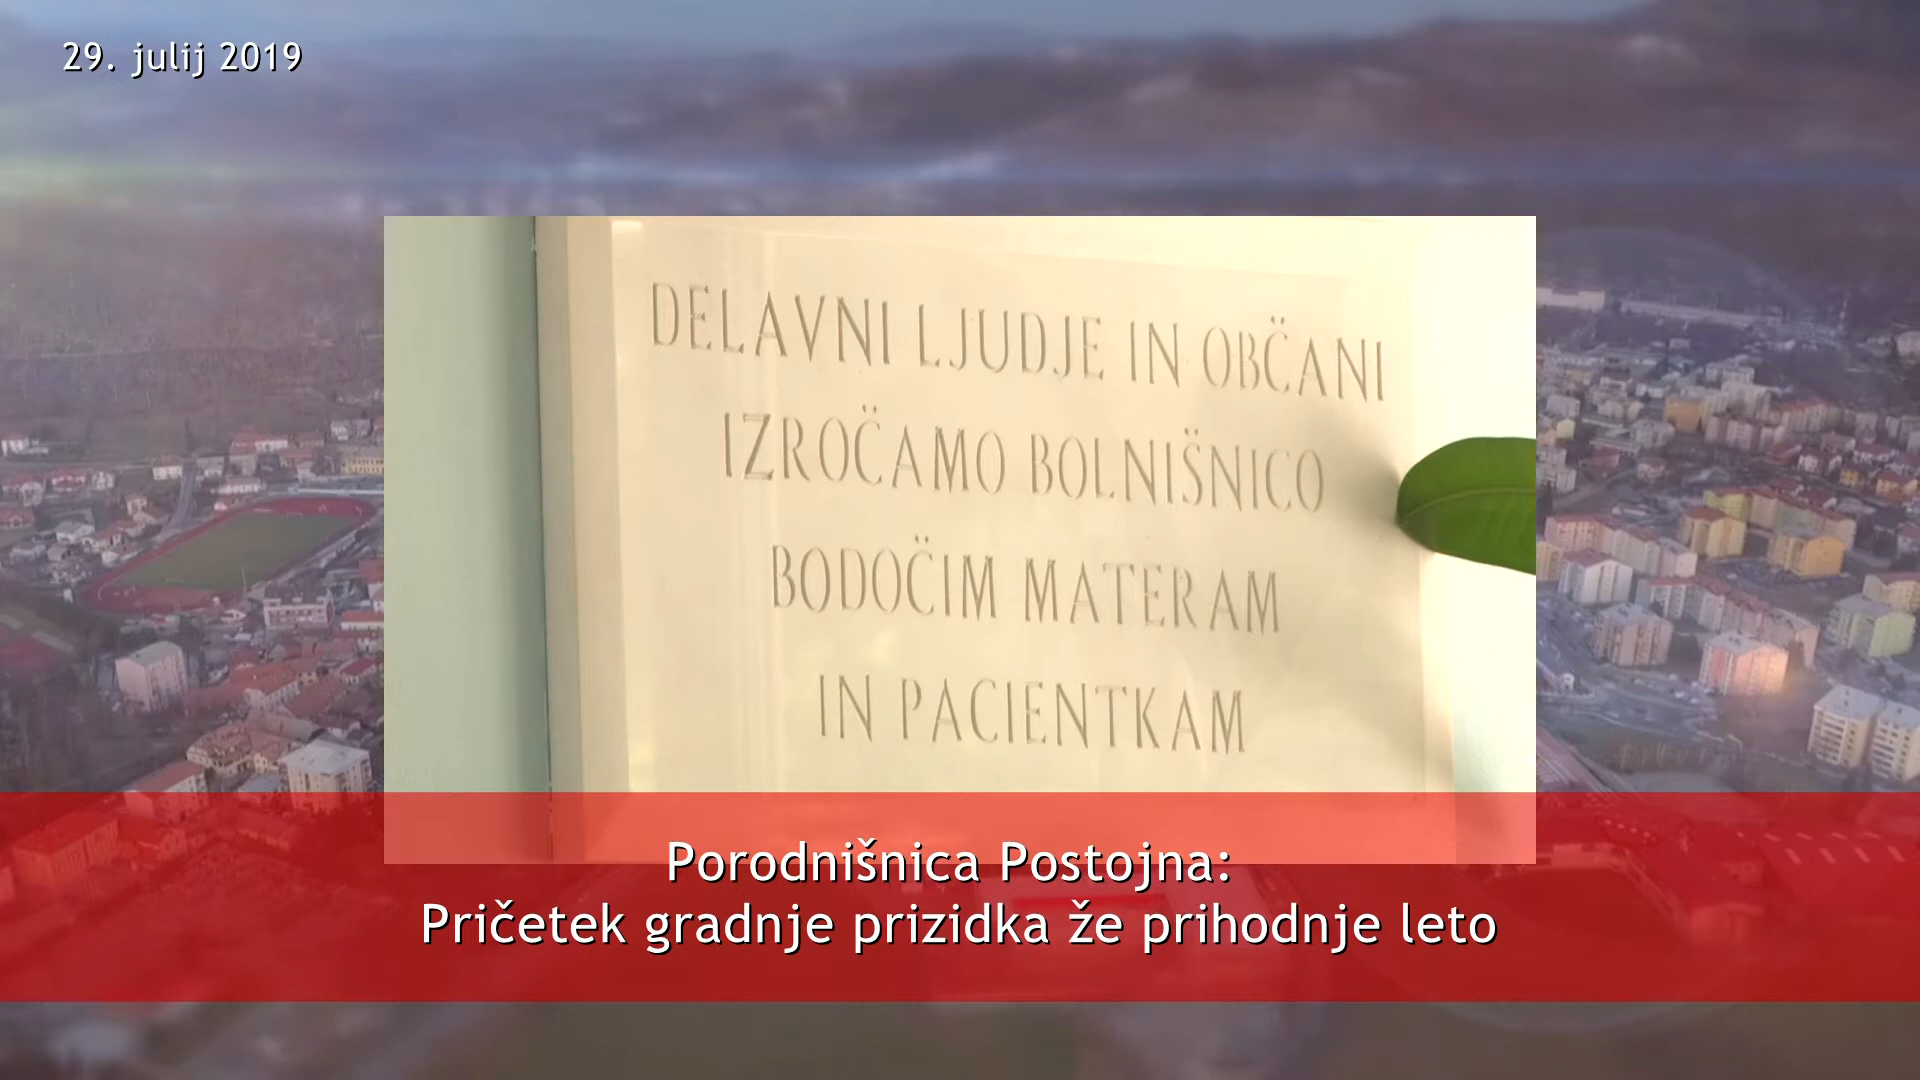 29. julij 2019
DELAVNI LJUDJE IN OBČANI
IZROČAMO BOLNIŠNICO
BODOČIM MATERAM
IN PACIENTKAM
Porodnišnica Postojna:
Pričetek gradnje prizidka že prihodnje leto